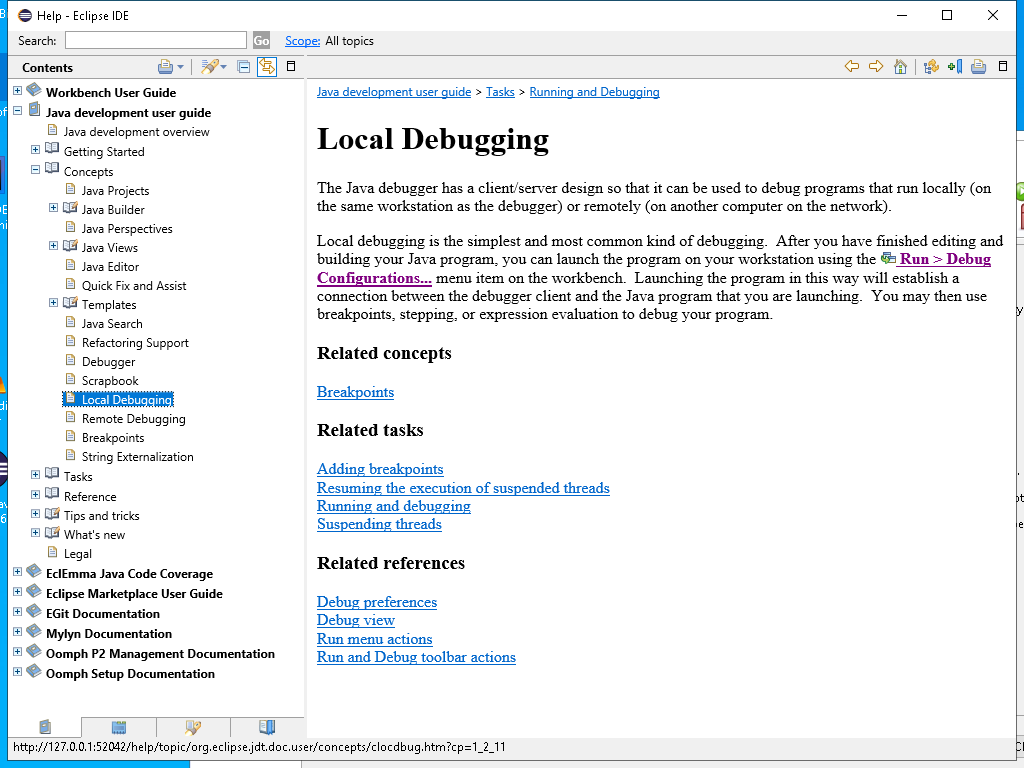 Help - Eclipse IDE
Search:
Go
Scope: All topics
Contents
Workbench User Guide
Java development user guide
Java development overview
Getting Started
Concepts
Java Projects
Java Builder
Java Perspectives
Java Views
Java Editor
Quick Fix and Assist
Templates
Java Search
Refactoring Support
Debugger
Scrapbook
Local Debugging
Remote Debugging
Breakpoints
String Externalization
Tasks
Reference
Tips and tricks
What's new
Legal
EclEmma Java Code Coverage
Eclipse Marketplace User Guide
EGit Documentation
Mylyn Documentation
Oomph P2 Management Documentation
Oomph Setup Documentation
Java development user guide > Tasks > Running and Debugging
Local Debugging
The Java debugger has a client/server design so that it can be used to debug programs that run locally (on
the same workstation as the debugger) or remotely (on another computer on the network).
Local debugging is the simplest and most common kind of debugging.  After you have finished editing and
building your Java program, you can launch the program on your workstation using the Run > Debug
Configurations... menu item on the workbench.  Launching the program in this way will establish a
connection between the debugger client and the Java program that you are launching.  You may then use
breakpoints, stepping, or expression evaluation to debug your program.
Related concepts
Breakpoints
Related tasks
Adding breakpoints
Resuming the execution of suspended threads
Running and debugging
Suspending threads
Related references
Debug preferences
Debug view
Run menu actions
Run and Debug toolbar actions
http://127.0.0.1:52042/help/topic/org.eclipse.jdt.doc.user/concepts/clocdbug.htm?cp=1_2_11